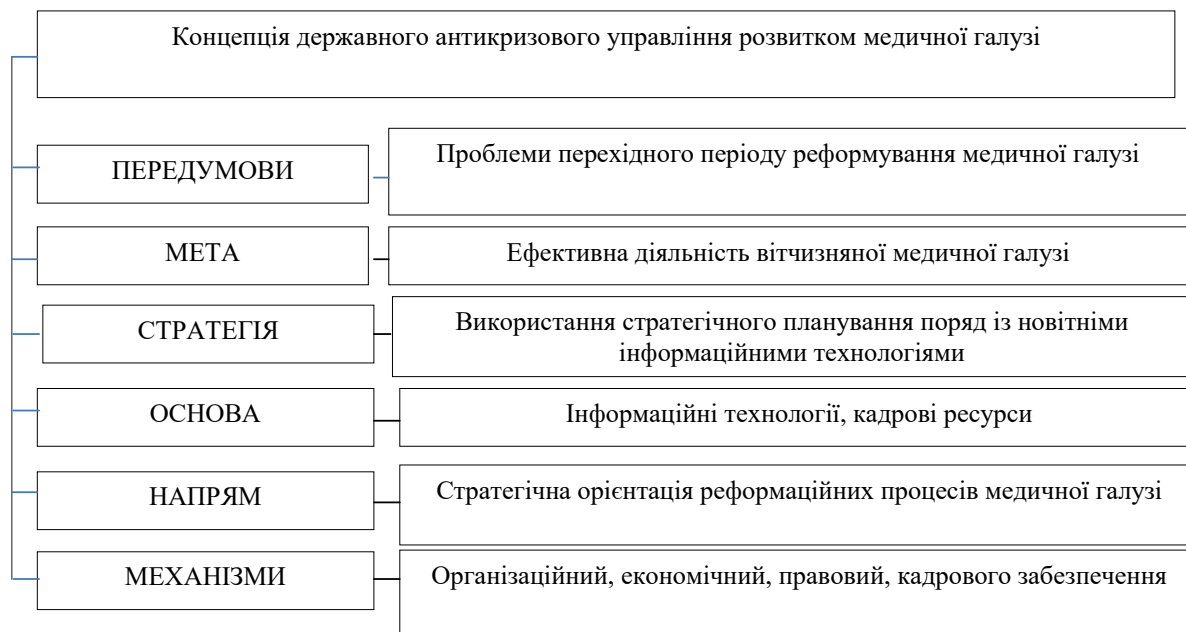 Концепція державного антикризового управління розвитком медичної галузі
ПЕРЕДУМОВИ
Проблеми перехідного періоду реформування медичної галузі
МЕТА
Ефективна діяльність вітчизняної медичної галузі
СТРАТЕГІЯ
Використання стратегічного планування поряд із новітніми
інформаційними технологіями
ОСНОВА
Інформаційні технології, кадрові ресурси
НАПРЯМ
Стратегічна орієнтація реформаційних процесів медичної галузі
МЕХАНІЗМИ
Організаційний, економічний, правовий, кадрового забезпечення